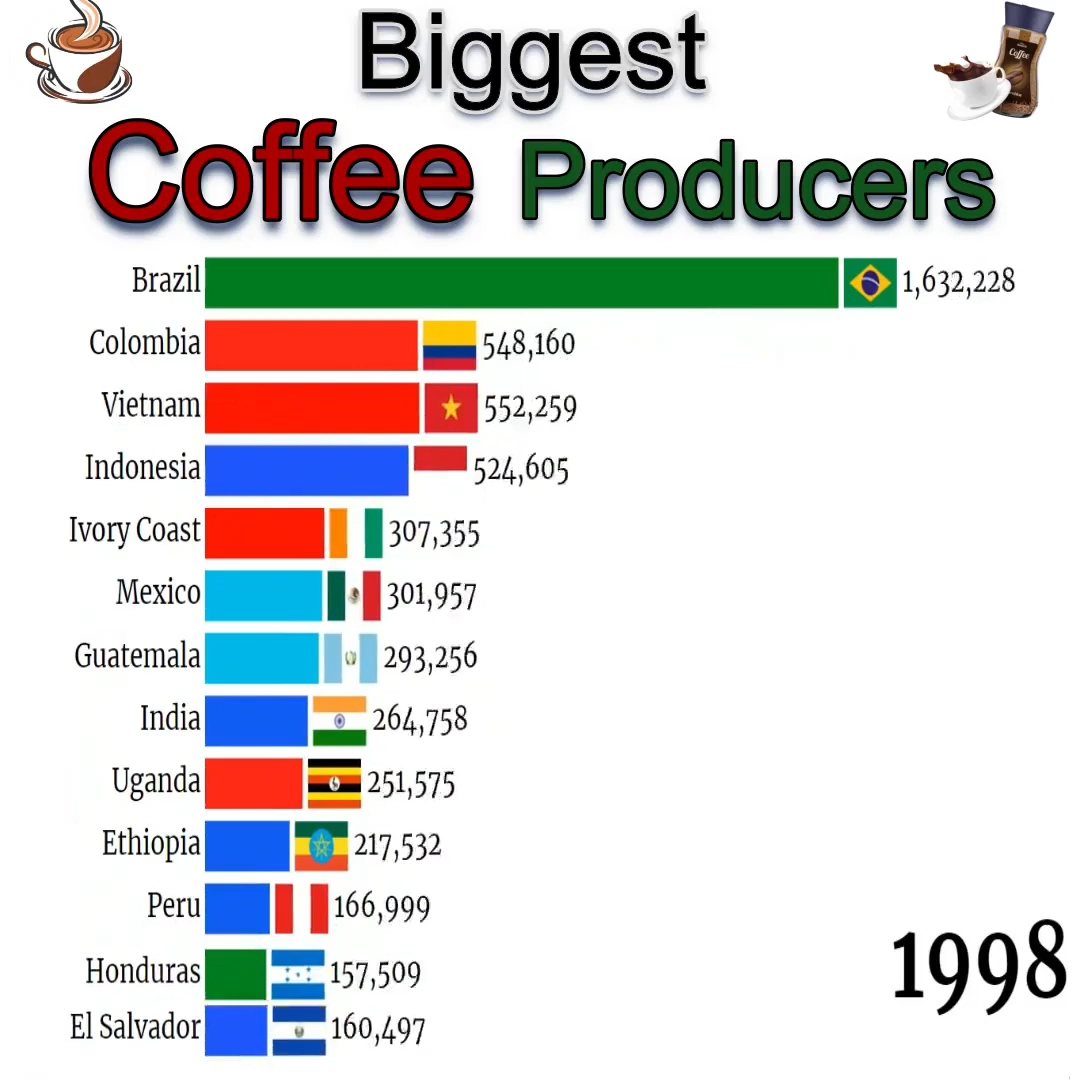 Biggest
Coffee Producers
Coffee
Brazil 1,632,228
Colombia 548,160
Vietnam 552,259
Indonesia 524,605
Ivory Coast 307,355
Mexico 301,957
Guatemala 293,256
India 264,758
Uganda 251,575
Ethiopia 217,532
Peru 166,999
Honduras 157,509
El Salvador 160,497
1998